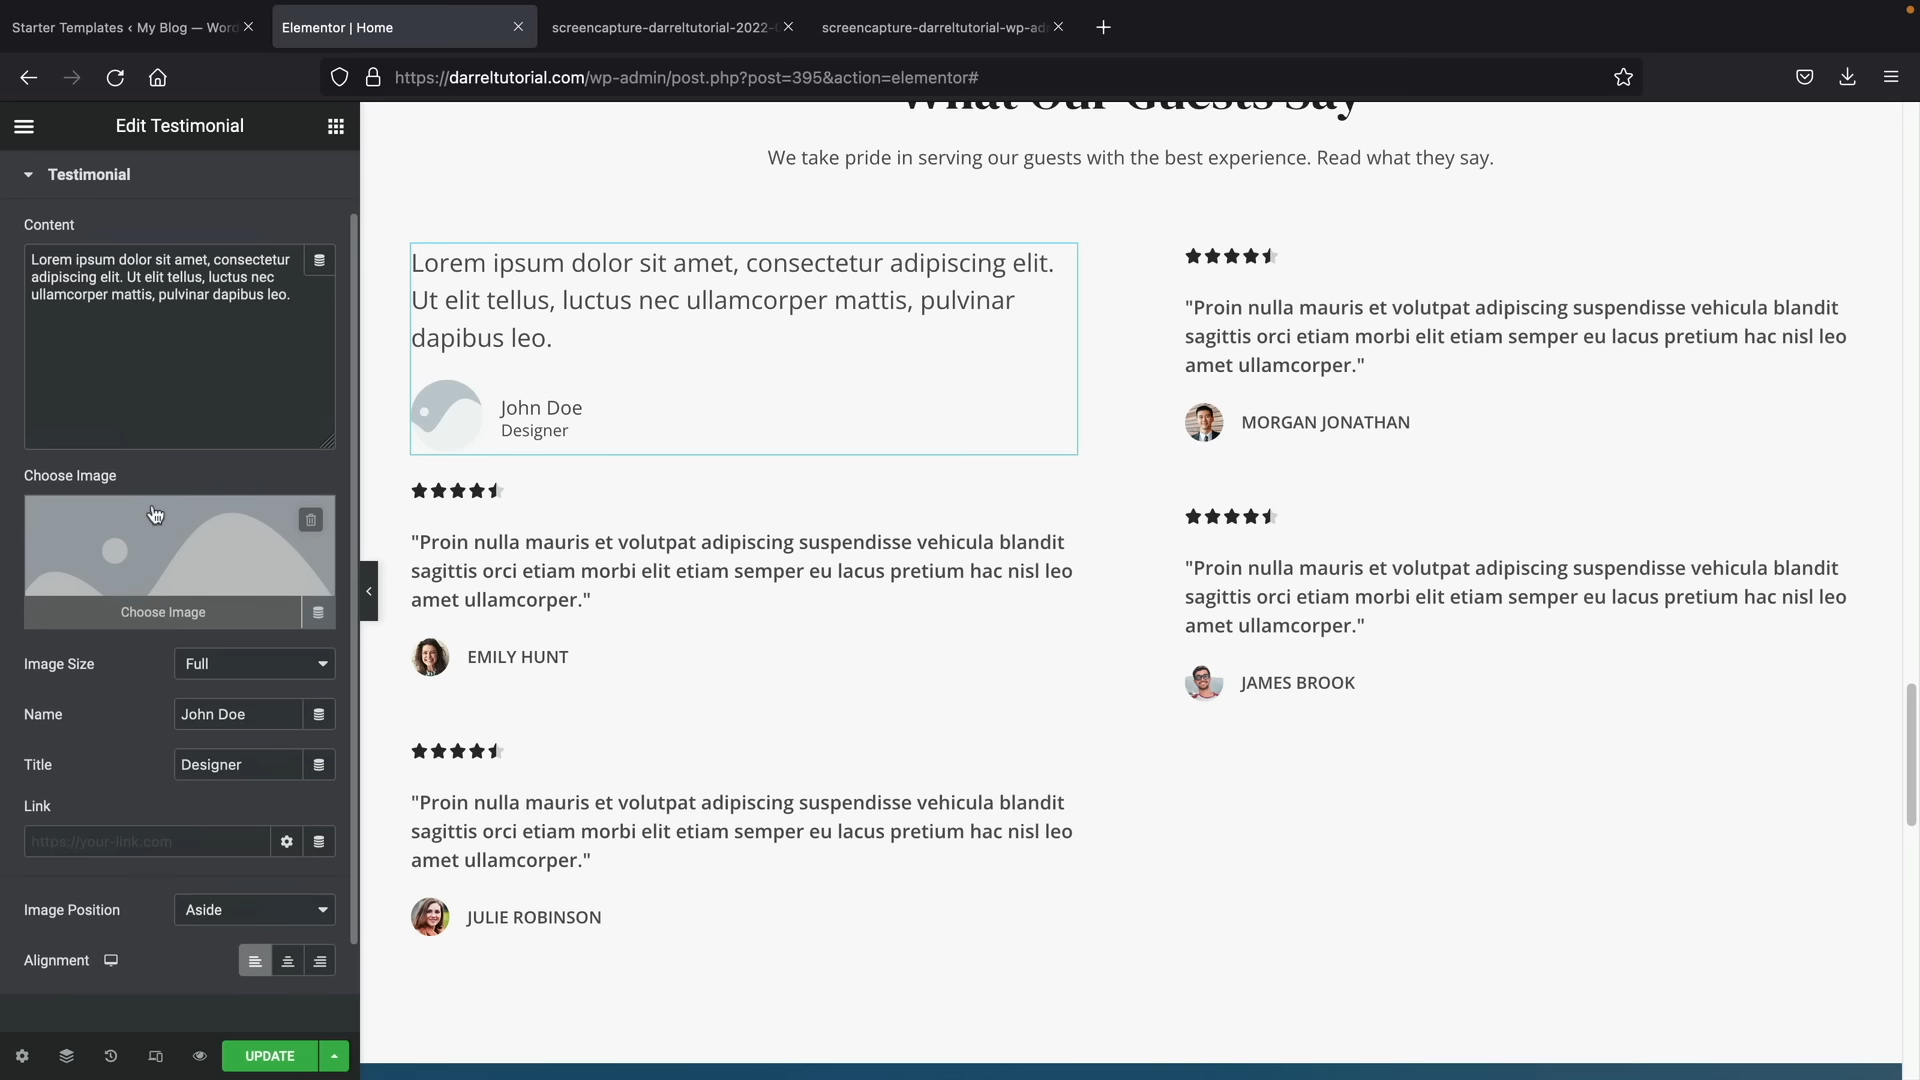 Starter Templates ‹ My Blog — Word
Elementor | Home
screencapture-darreltutorial-2022-
screencapture-darreltutorial-wp-ad
https://darreltutorial.com/wp-admin/post.php?post=395&action=elementor#
Edit Testimonial
Testimonial
Content
Lorem ipsum dolor sit amet, consectetur
adipiscing elit. Ut elit tellus, luctus nec
ullamcorper mattis, pulvinar dapibus leo.
Choose Image
Choose Image
Image Size
Full
Name
John Doe
Title
Designer
Link
https://your-link.com
Image Position
Aside
Alignment
UPDATE
What Our Guests Say
We take pride in serving our guests with the best experience. Read what they say.
Lorem ipsum dolor sit amet, consectetur adipiscing elit.
Ut elit tellus, luctus nec ullamcorper mattis, pulvinar
dapibus leo.
John Doe
Designer
"Proin nulla mauris et volutpat adipiscing suspendisse vehicula blandit
sagittis orci etiam morbi elit etiam semper eu lacus pretium hac nisl leo
amet ullamcorper."
EMILY HUNT
"Proin nulla mauris et volutpat adipiscing suspendisse vehicula blandit
sagittis orci etiam morbi elit etiam semper eu lacus pretium hac nisl leo
amet ullamcorper."
JULIE ROBINSON
"Proin nulla mauris et volutpat adipiscing suspendisse vehicula blandit
sagittis orci etiam morbi elit etiam semper eu lacus pretium hac nisl leo
amet ullamcorper."
MORGAN JONATHAN
"Proin nulla mauris et volutpat adipiscing suspendisse vehicula blandit
sagittis orci etiam morbi elit etiam semper eu lacus pretium hac nisl leo
amet ullamcorper."
JAMES BROOK